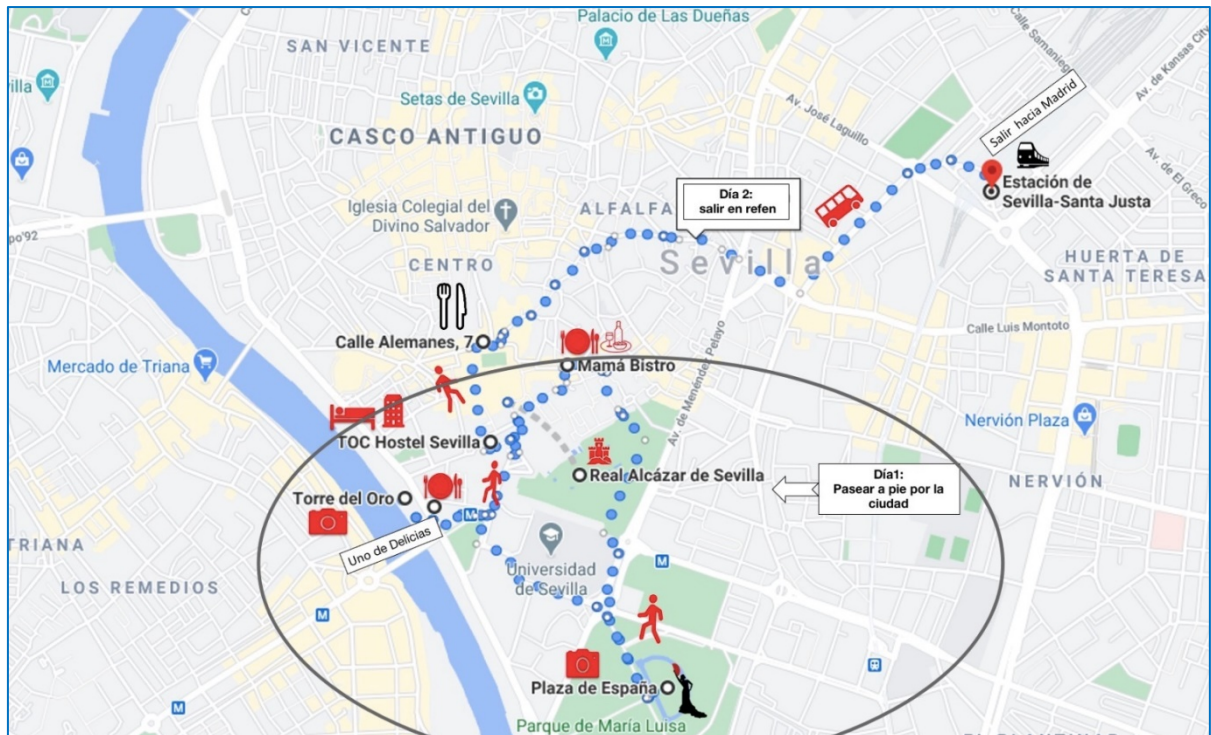 Palacio de Las Dueñas
SAN VICENTE
Calle Samaniego
Av. de Kansas City
villa
Setas de Sevilla
Av. José Laguillo
Salir hacia Madrid
CASCO ANTIGUO
Av. de El Greco
Estación de
Sevilla-Santa Justa
Día 2:
salir en refen
Iglesia Colegial del
Divino Salvador
ALFALFA
po'92
Sevilla
HUERTA DE
SANTA TERESA
CENTRO
Calle Luis Montoto
Calle Alemanes, 7
Mamá Bistro
Mercado de Triana
Av. de Menéndez Pelayo
Nervión Plaza
TOC Hostel Sevilla
Real Alcázar de Sevilla
Día1:
Pasear a pie por la
ciudad
NERVIÓN
Torre del Oro
M
Uno de Delicias
TRIANA
Universidad
de Sevilla
M
LOS REMEDIOS
M
Plaza de España
M
Parque de María Luisa